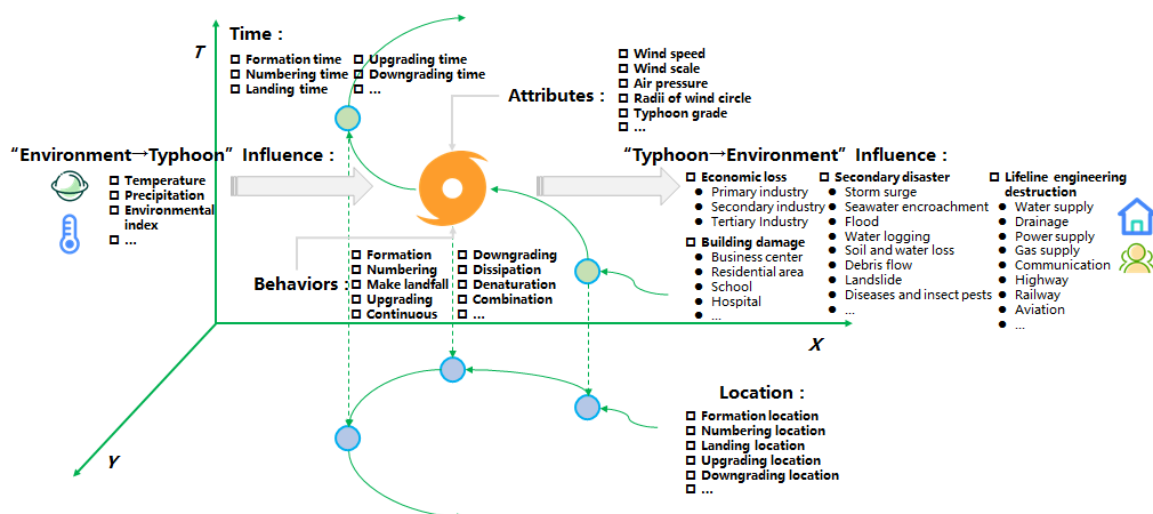 T
Time :
Formation time
Numbering time
Landing time
Upgrading time
Downgrading time
...
Attributes :
Wind speed
Wind scale
Air pressure
Radii of wind circle
Typhoon grade
...
“Environment→Typhoon” Influence :
Temperature
Precipitation
Environmental
index
...
“Typhoon→Environment” Influence :
Economic loss
Primary industry
Secondary industry
Tertiary Industry
Building damage
Business center
Residential area
School
Hospital
...
Secondary disaster
Storm surge
Seawater encroachment
Flood
Water logging
Soil and water loss
Debris flow
Landslide
Diseases and insect pests
...
Lifeline engineering
destruction
Water supply
Drainage
Power supply
Gas supply
Communication
Highway
Railway
Aviation
...
Behaviors :
Formation
Numbering
Make landfall
Upgrading
Continuous
Downgrading
Dissipation
Denaturation
Combination
...
X
Y
Location :
Formation location
Numbering location
Landing location
Upgrading location
Downgrading location
...